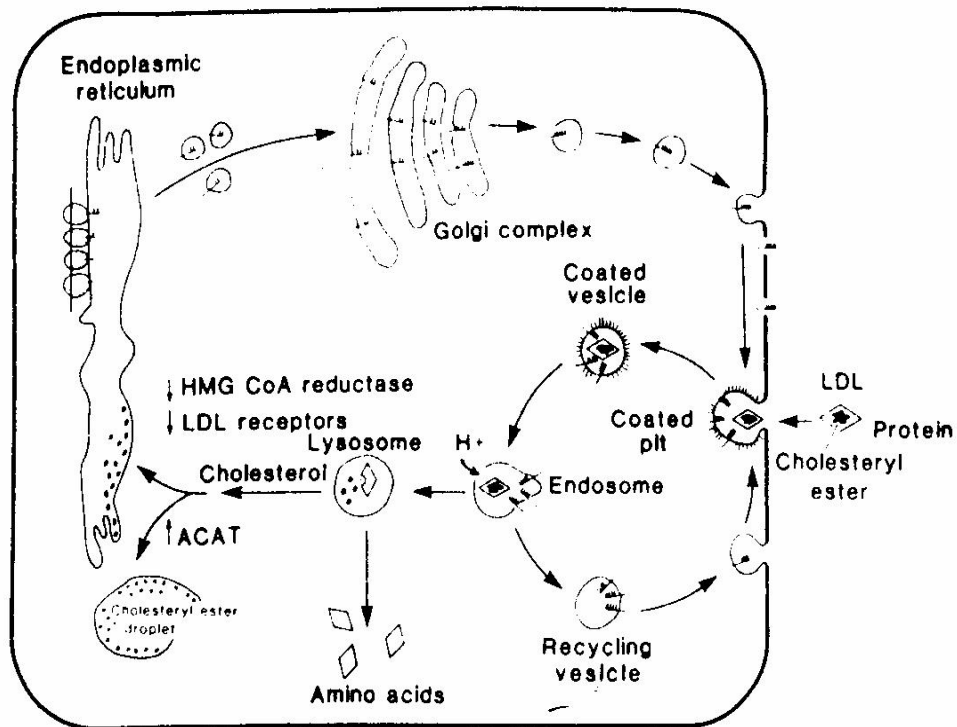 Endoplasmic
reticulum
Golgi complex
Coated
vesicle
↓ HMG CoA reductase
↓ LDL receptors
Lysosome
Cholesterol
↑ACAT
Cholesteryl ester
droplet
Amino acids
H+
Endosome
Recycling
vesicle
Coated
pit
LDL
Protein
Cholesteryl
ester